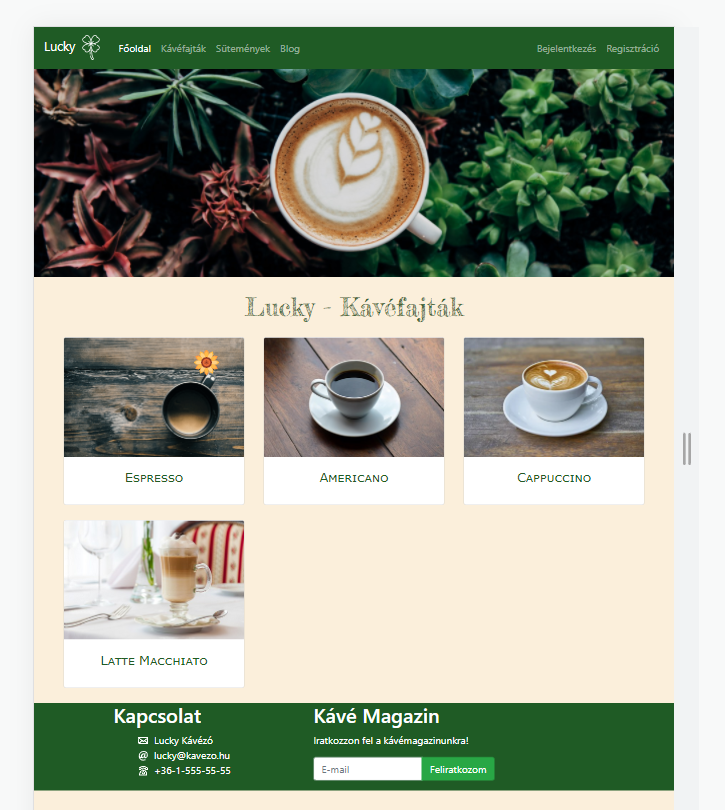 Lucky Főoldal Kávéfajták Sütemények Blog Bejelentkezés Regisztráció
Lucky - Kávéfajták
Espresso Americano Cappuccino
Latte Macchiato
Kapcsolat
Lucky Kávézó
lucky@kavezo.hu
+36-1-555-55-55
Kávé Magazin
Iratkozzon fel a kávémagazinunkra!
E-mail Feliratkozom